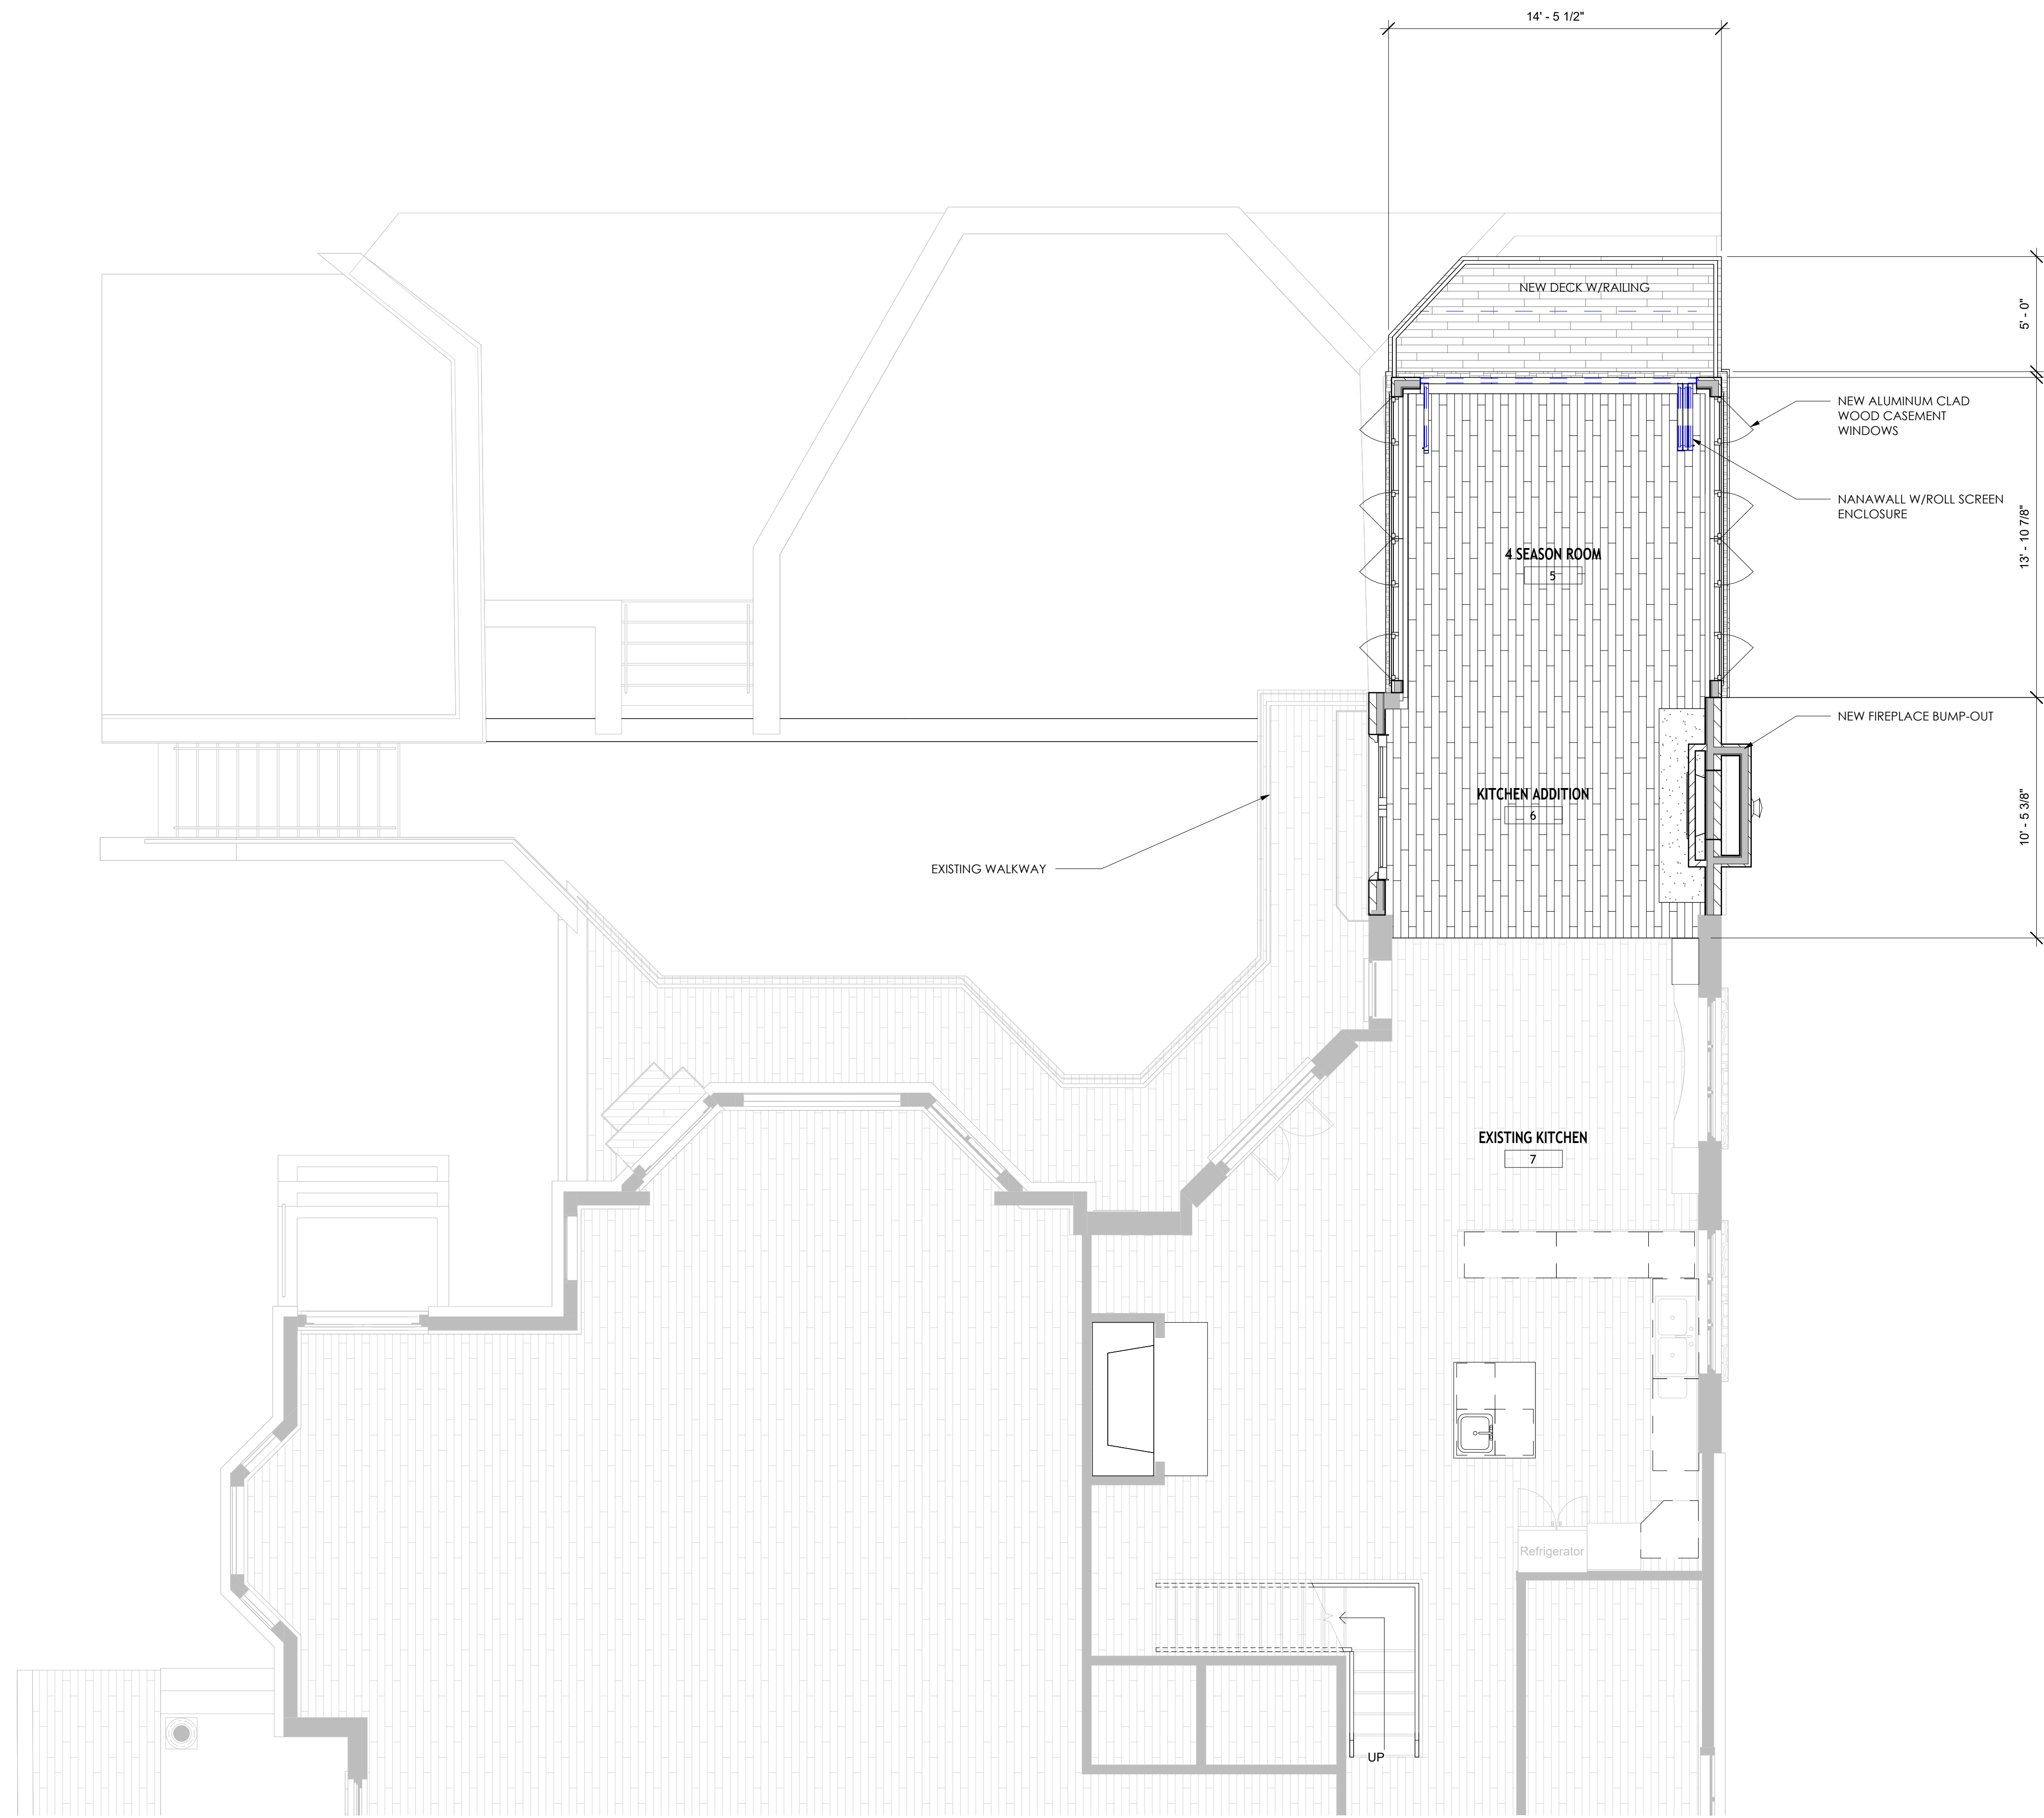 14' - 5 1/2"
NEW DECK W/RAILING
5' - 0"
NEW ALUMINUM CLAD
WOOD CASEMENT
WINDOWS
NANAWALL W/ROLL SCREEN
ENCLOSURE
13' - 10 7/8"
4 SEASON ROOM
5
NEW FIREPLACE BUMP-OUT
KITCHEN ADDITION
6
10' - 5 3/8"
EXISTING WALKWAY
EXISTING KITCHEN
7
Refrigerator
UP